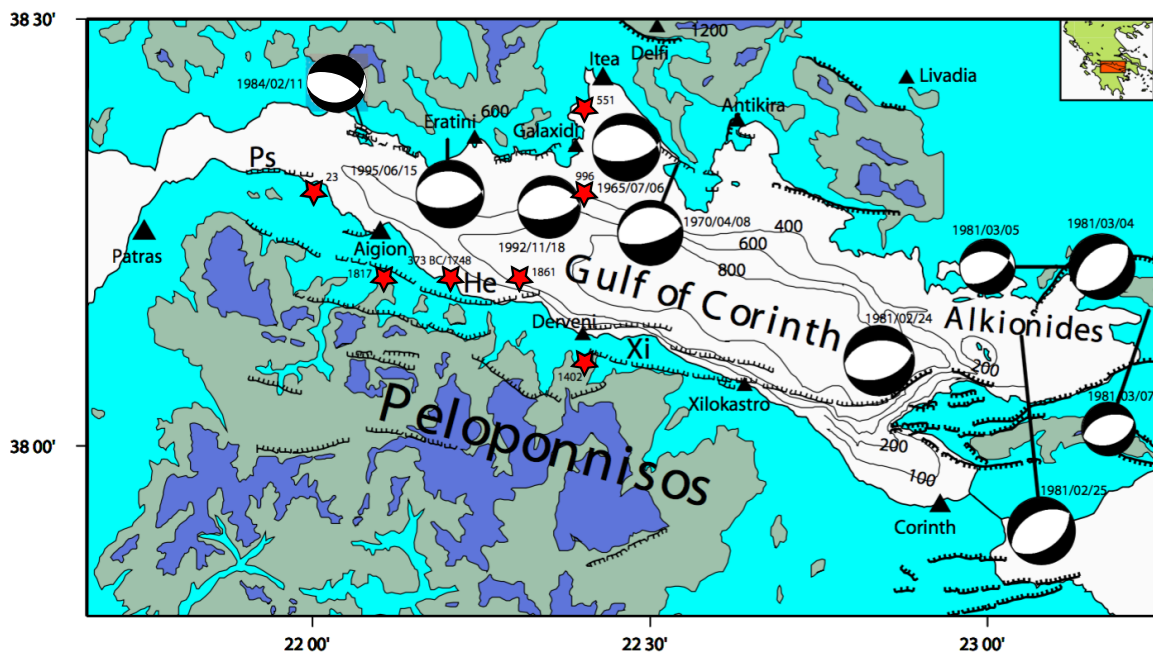 38 30'
1200
Delfi
Itea
Livadia
1984/02/11
551
Antikira
600
Eratini
Galaxidi
Ps
1995/06/15
23
996
1965/07/06
1970/04/08
400
600
1981/03/05
1981/03/04
Patras
Aigion
1992/11/18
800
373 BC/1748
1817
He
1861
Gulf of Corinth
1981/02/24
Alkionides
Derveni
Xi
200
1402
Xilokastro
1981/03/07
Peloponnisos
38 00'
200
100
1981/02/25
Corinth
22 00'
22 30'
23 00'